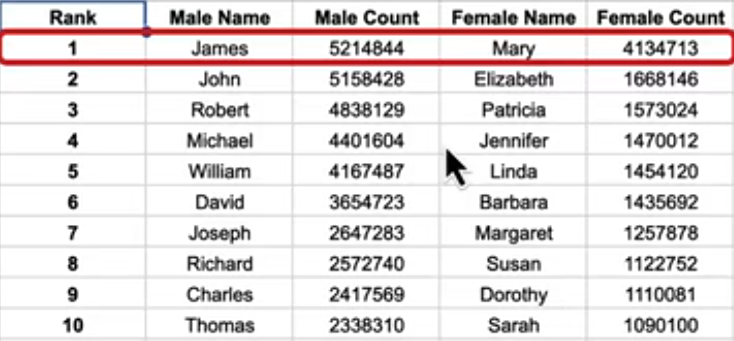 Rank Male Name Male Count Female Name Female Count
1 James 5214844 Mary 4134713
2 John 5158428 Elizabeth 1668146
3 Robert 4838129 Patricia 1573024
4 Michael 4401604 Jennifer 1470012
5 William 4167487 Linda 1454120
6 David 3654723 Barbara 1435692
7 Joseph 2647283 Margaret 1257878
8 Richard 2572740 Susan 1122752
9 Charles 2417569 Dorothy 1110081
10 Thomas 2338310 Sarah 1090100